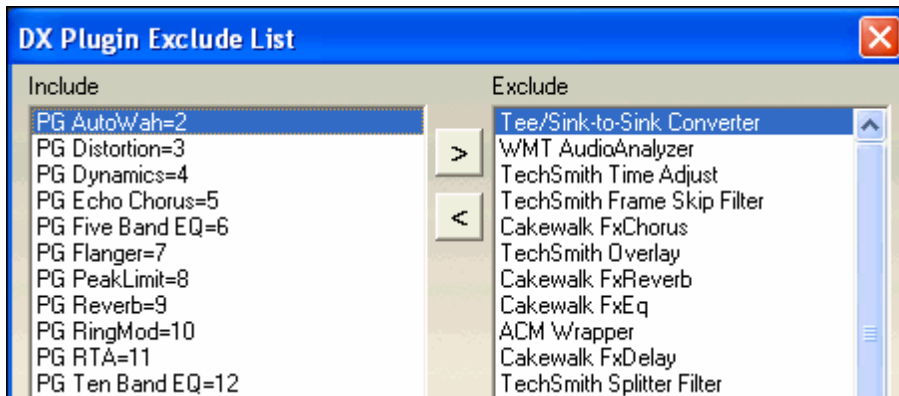 DX Plugin Exclude List
Include
PG AutoWah=2
PG Distortion=3
PG Dynamics=4
PG Echo Chorus=5
PG Five Band EQ=6
PG Flanger=7
PG PeakLimit=8
PG Reverb=9
PG RingMod=10
PG RTA=11
PG Ten Band EQ=12
>
<
Exclude
Tee/Sink-to-Sink Converter
WMT AudioAnalyzer
TechSmith Time Adjust
TechSmith Frame Skip Filter
Cakewalk FxChorus
TechSmith Overlay
Cakewalk FxReverb
Cakewalk FxEq
ACM Wrapper
Cakewalk FxDelay
TechSmith Splitter Filter